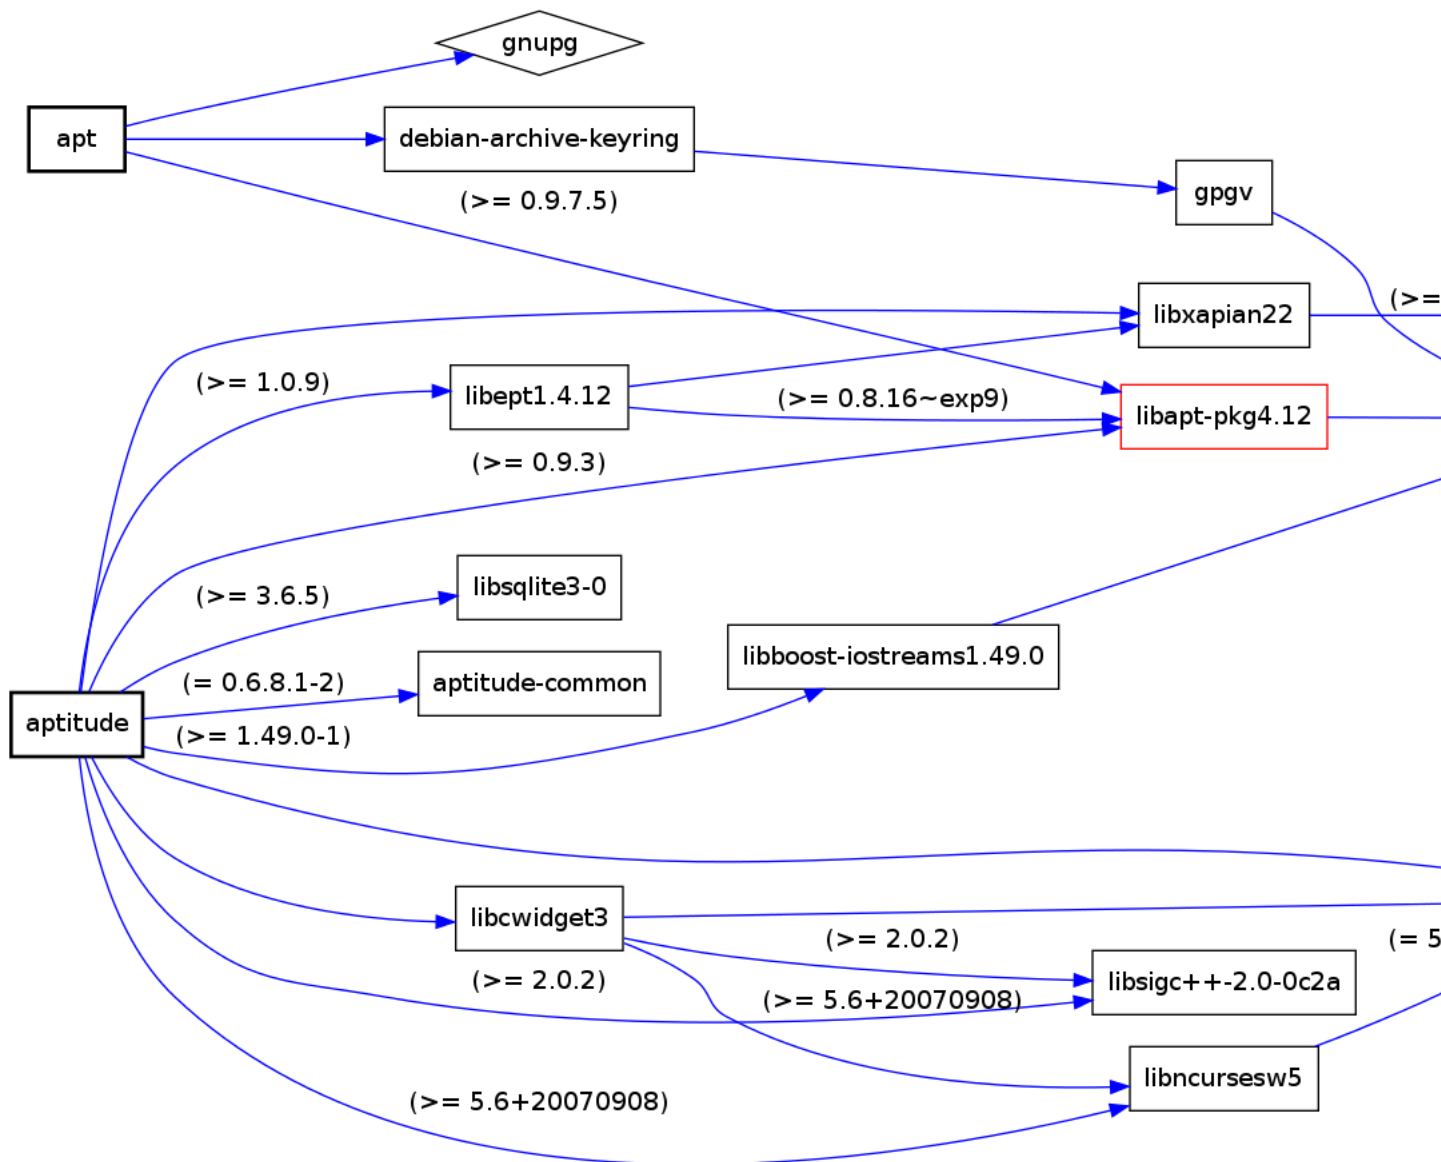 gnupg
apt
debian-archive-keyring
gpgv
(>= 0.9.7.5)
(>=
libxapian22
(>= 1.0.9)
libept1.4.12
(>= 0.8.16~exp9)
libapt-pkg4.12
(>= 0.9.3)
(>= 3.6.5)
libsqlite3-0
libboost-iostreams1.49.0
(= 0.6.8.1-2)
aptitude-common
aptitude
(>= 1.49.0-1)
libcwidget3
(>= 2.0.2)
(= 5
(>= 2.0.2)
libsigc++-2.0-0c2a
(>= 5.6+20070908)
libncursesw5
(>= 5.6+20070908)